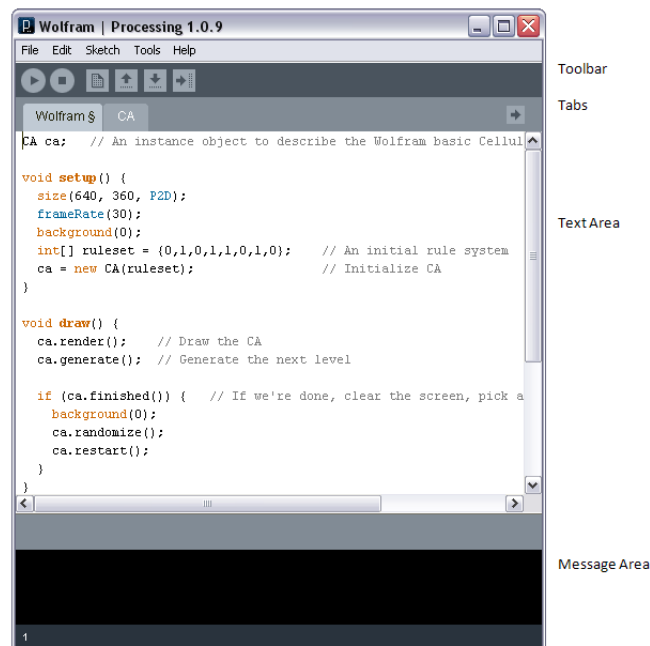 Wolfram | Processing 1.0.9
File Edit Sketch Tools Help
Toolbar
Wolfram § CA
Tabs
CA ca;   // An instance object to describe the Wolfram basic Cellul
void setup() {
  size(640, 360, P2D);
  frameRate(30);
  background(0);
Text Area
  int[] ruleset = {0,1,0,1,1,0,1,0};    // An initial rule system
  ca = new CA(ruleset);                 // Initialize CA
}
void draw() {
  ca.render();    // Draw the CA
  ca.generate();  // Generate the next level
  if (ca.finished()) {   // If we're done, clear the screen, pick a
    background(0);
    ca.randomize();
    ca.restart();
  }
}
Message Area
1